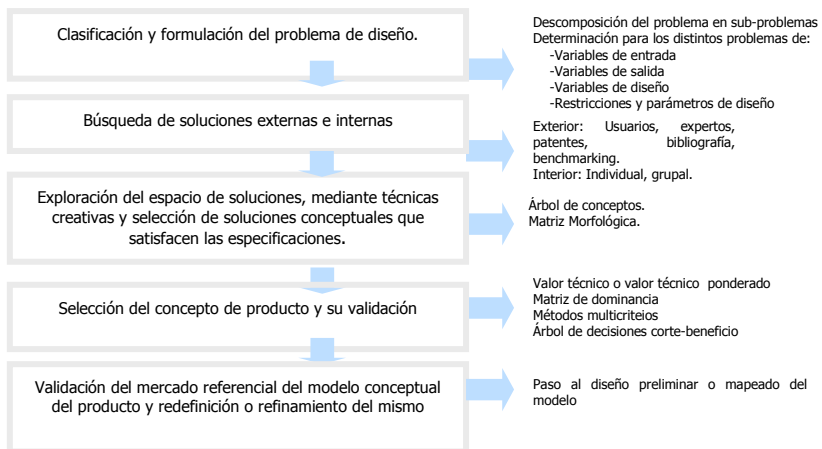 Clasificación y formulación del problema de diseño.
Descomposición del problema en sub-problemas
Determinación para los distintos problemas de:
-Variables de entrada
-Variables de salida
-Variables de diseño
-Restricciones y parámetros de diseño
Búsqueda de soluciones externas e internas
Exterior: Usuarios, expertos,
patentes, bibliografía,
benchmarking.
Interior: Individual, grupal.
Exploración del espacio de soluciones, mediante técnicas
creativas y selección de soluciones conceptuales que
satisfacen las especificaciones.
Árbol de conceptos.
Matriz Morfológica.
Selección del concepto de producto y su validación
Valor técnico o valor técnico ponderado
Matriz de dominancia
Métodos multicriteios
Árbol de decisiones corte-beneficio
Validación del mercado referencial del modelo conceptual
del producto y redefinición o refinamiento del mismo
Paso al diseño preliminar o mapeado del
modelo